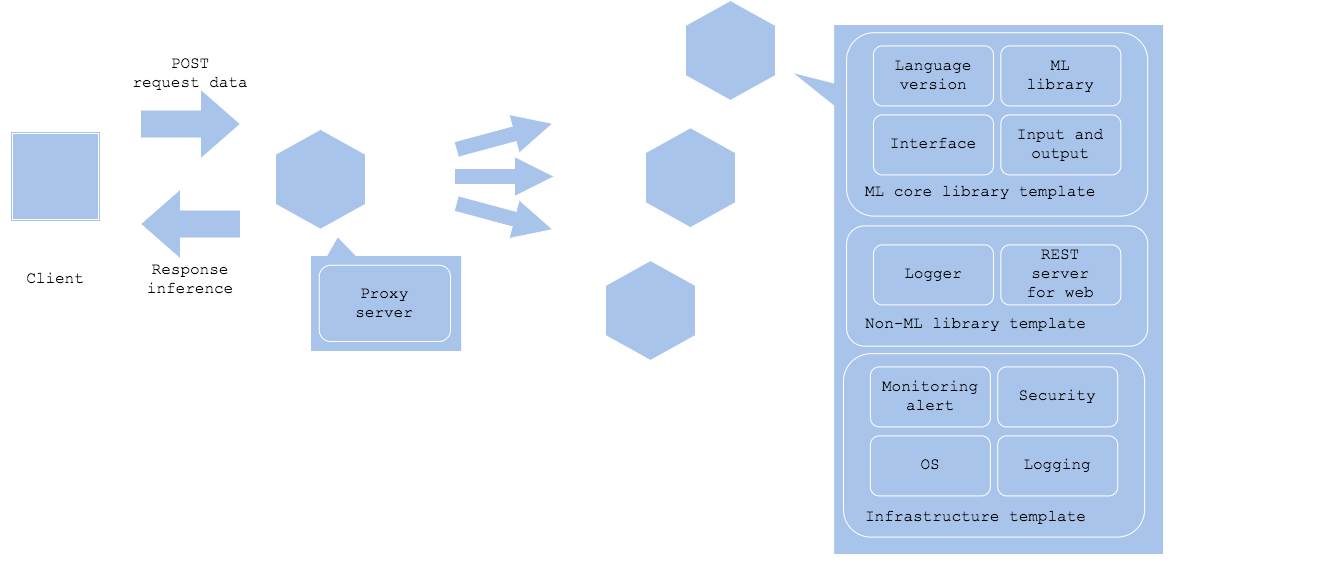 POST
request data
Client
Response
inference
Proxy
server
Language
version
ML
library
Interface
Input and
output
ML core library template
Logger
REST
server
for web
Non-ML library template
Monitoring
alert
Security
OS
Logging
Infrastructure template